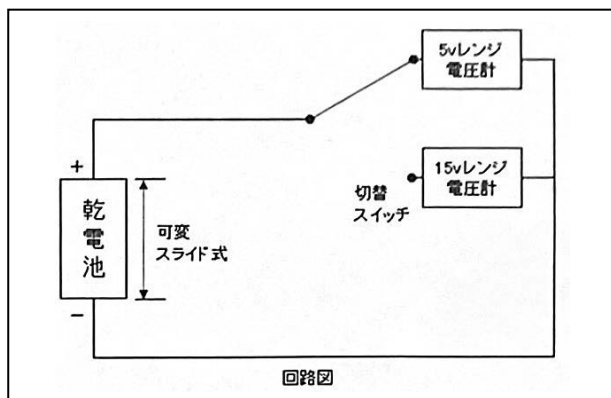 5vレンジ
電圧計
15vレンジ
電圧計
切替
スイッチ
+
乾電池
−
可変
スライド式
回路図